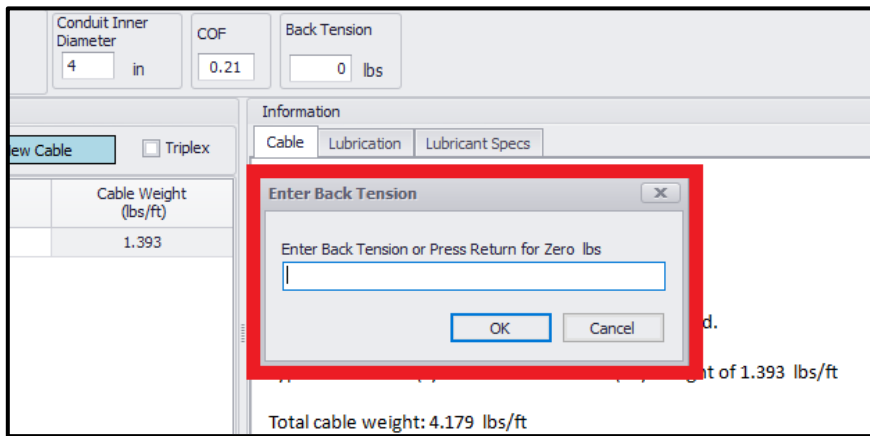 Conduit Inner
Diameter
4 in
COF
0.21
Back Tension
0 lbs
Information
Cable Lubrication Lubricant Specs
Cable
Triplex
Cable Weight
(lbs/ft)
1.393
Enter Back Tension
Enter Back Tension or Press Return for Zero lbs
OK Cancel
d.
of 1.393 lbs/ft
Total cable weight: 4.179 lbs/ft